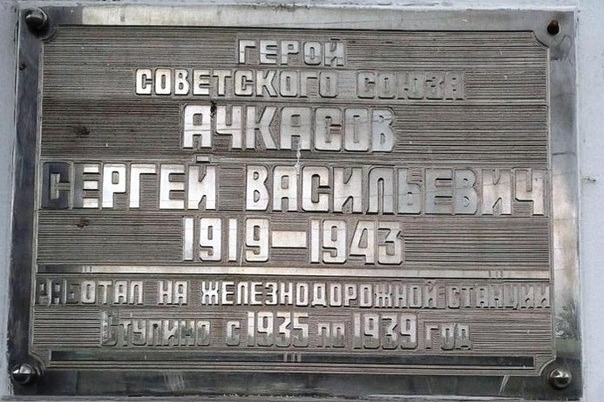 ГЕРОЙ
СОВЕТСКОГО СОЮЗА
АЧКАСОВ
СЕРГЕЙ ВАСИЛЬЕВИЧ
1919–1943
РАБОТАЛ НА ЖЕЛЕЗНОДОРОЖНОЙ СТАНЦИИ
СТУПИНО С 1935 ПО 1939 ГОД